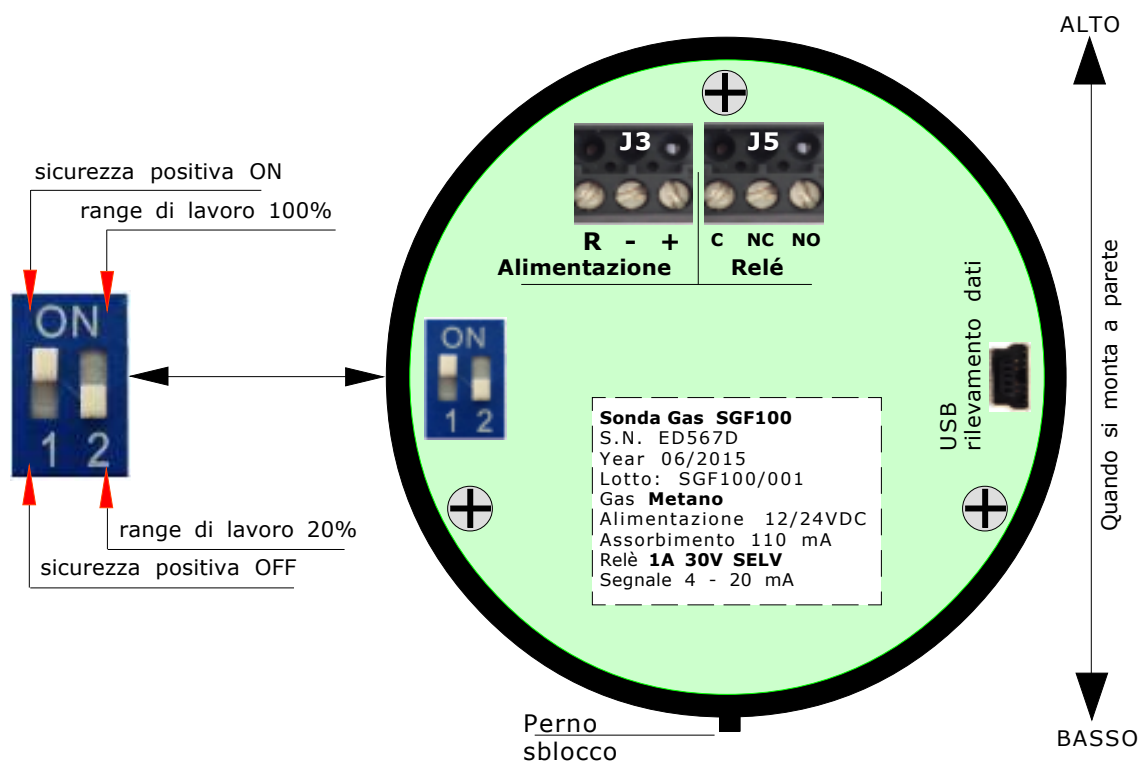 ALTO
J3 J5
sicurezza positiva ON
range di lavoro 100%
R - + C NC NO
Alimentazione Relé
ON
1 2
ON
1 2
range di lavoro 20%
sicurezza positiva OFF
USB
rilevamento dati
Quando si monta a parete
Sonda Gas SGF100
S.N. ED567D
Year 06/2015
Lotto: SGF100/001
Gas Metano
Alimentazione 12/24VDC
Assorbimento 110 mA
Relè 1A 30V SELV
Segnale 4 - 20 mA
Perno
sblocco
BASSO